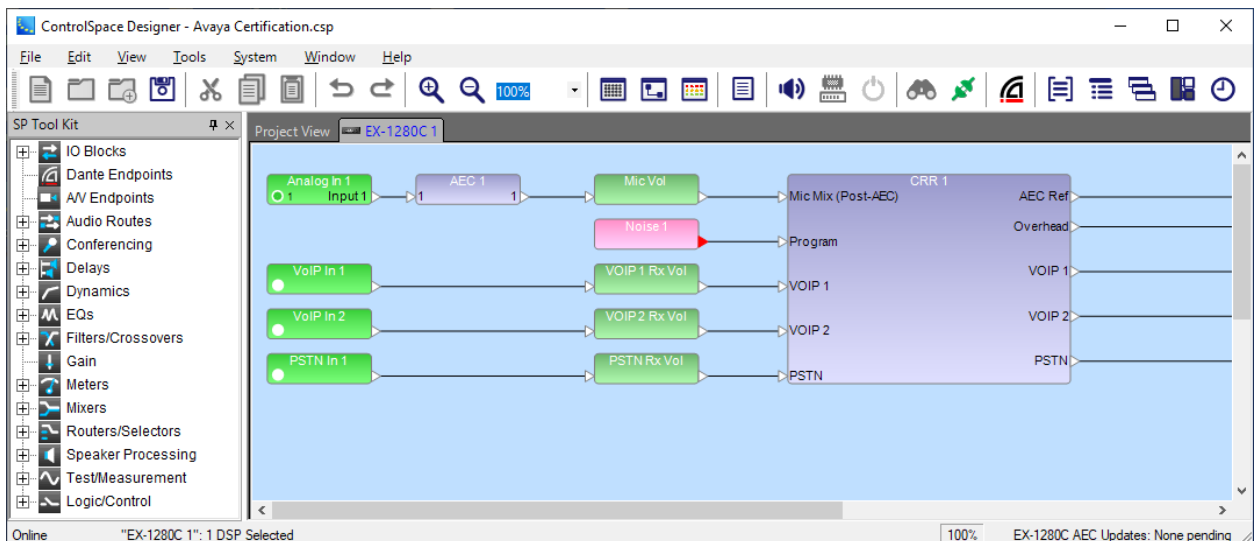 ControlSpace Designer - Avaya Certification.csp
File Edit View Tools System Window Help
100%
SP Tool Kit
Project View EX-1280C 1
IO Blocks
Dante Endpoints
A/V Endpoints
Audio Routes
Conferencing
Delays
Dynamics
EQs
Filters/Crossovers
Gain
Meters
Mixers
Routers/Selectors
Speaker Processing
Test/Measurement
Logic/Control
Analog In 1
1 Input 1
AEC 1
1 1
Mic Vol
Noise 1
VoIP In 1
VOIP 1 Rx Vol
VoIP In 2
VOIP 2 Rx Vol
PSTN In 1
PSTN Rx Vol
CRR 1
Mic Mix (Post-AEC) AEC Ref
Overhead
Program
VOIP 1
VOIP 1
VOIP 2
VOIP 2
PSTN
PSTN
Online "EX-1280C 1": 1 DSP Selected 100% EX-1280C AEC Updates: None pending